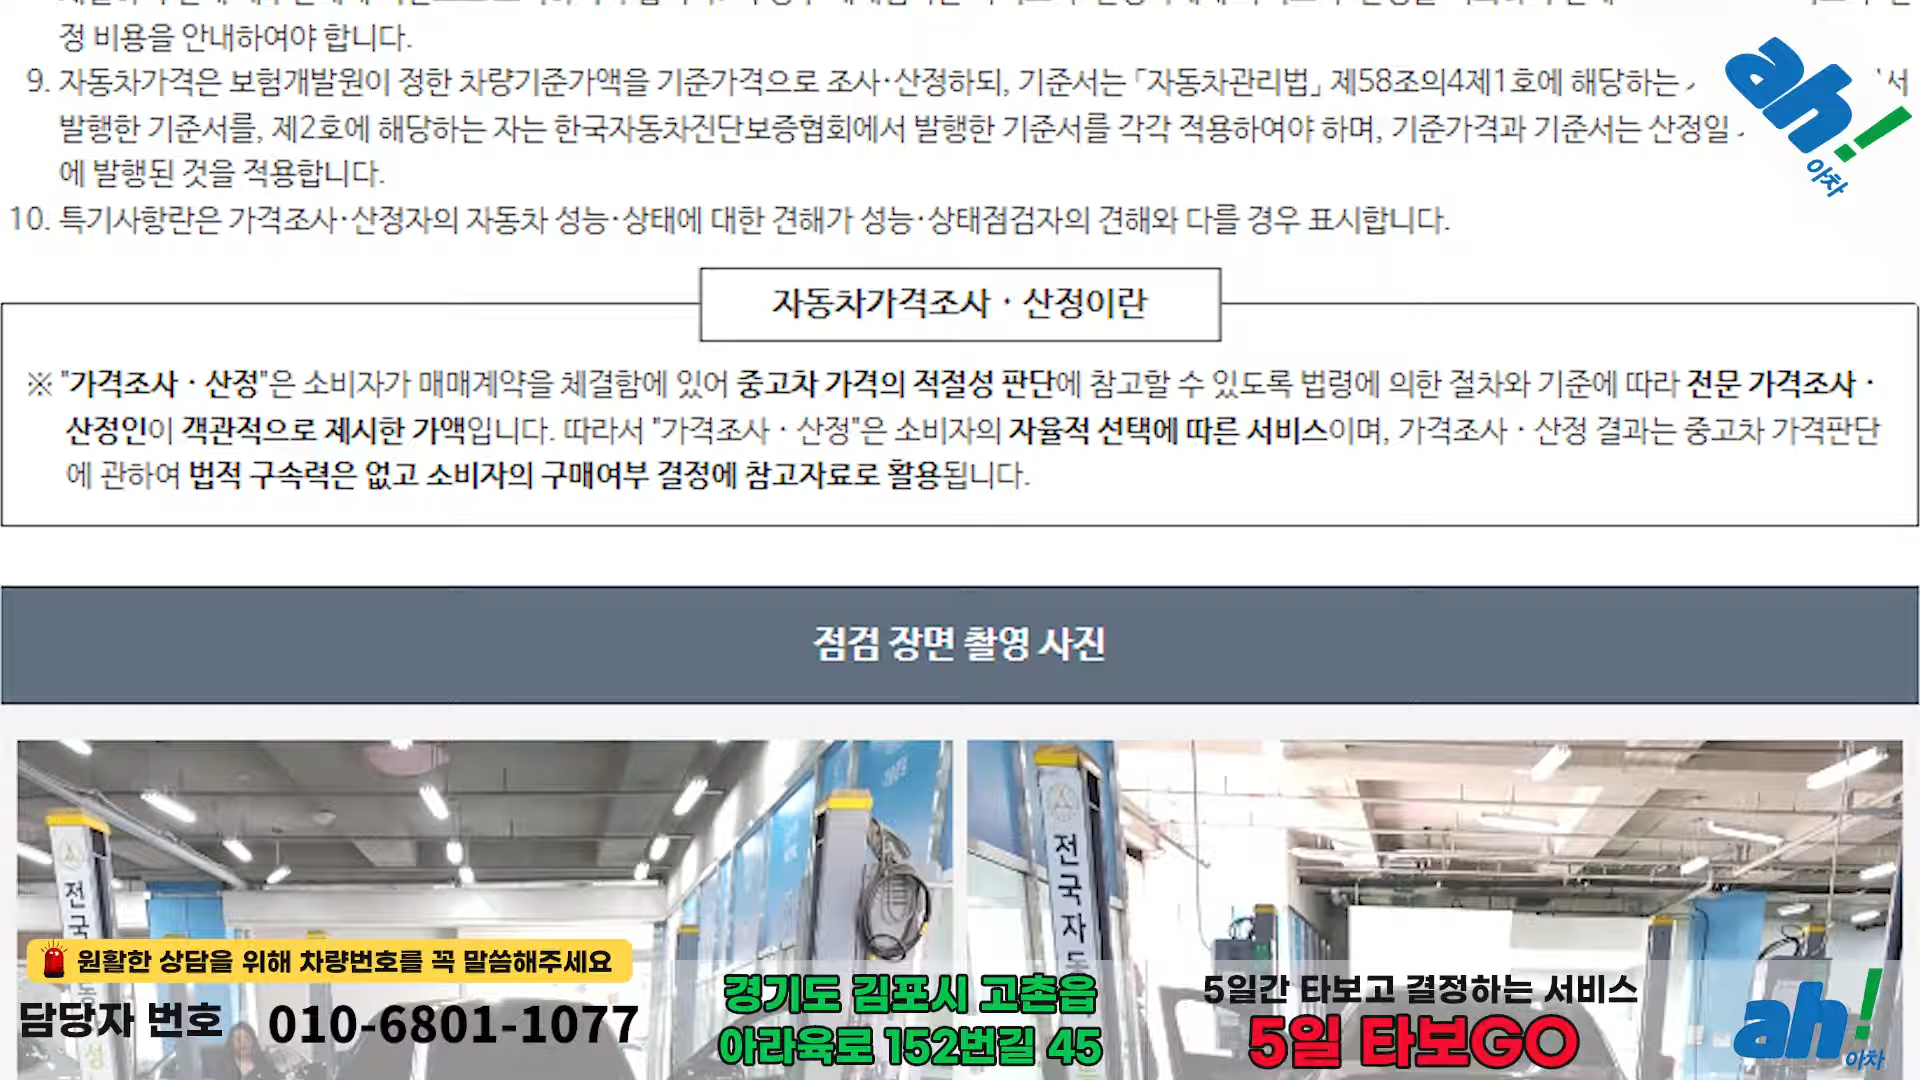 정 비용을 안내하여야 합니다.
9. 자동차가격은 보험개발원이 정한 차량기준가액을 기준가격으로 조사·산정하되, 기준서는 「자동차관리법」 제58조의4제1호에 해당하는 서
발행한 기준서를, 제2호에 해당하는 자는 한국자동차진단보증협회에서 발행한 기준서를 각각 적용하여야 하며, 기준가격과 기준서는 산정일
에 발행된 것을 적용합니다.
10. 특기사항란은 가격조사·산정자의 자동차 성능·상태에 대한 견해가 성능·상태점검자의 견해와 다를 경우 표시합니다.
ah!
아차
자동차가격조사 · 산정이란
※ "가격조사 · 산정"은 소비자가 매매계약을 체결함에 있어 중고차 가격의 적절성 판단에 참고할 수 있도록 법령에 의한 절차와 기준에 따라 전문 가격조사 ·
산정인이 객관적으로 제시한 가액입니다. 따라서 "가격조사 · 산정"은 소비자의 자율적 선택에 따른 서비스이며, 가격조사 · 산정 결과는 중고차 가격판단
에 관하여 법적 구속력은 없고 소비자의 구매여부 결정에 참고자료로 활용됩니다.
점검 장면 촬영 사진
전국
동
성
전국자동
원활한 상담을 위해 차량번호를 꼭 말씀해주세요
담당자 번호 010-6801-1077
경기도 김포시 고촌읍
아라육로 152번길 45
5일간 타보고 결정하는 서비스
5일 타보GO
ah!
아차